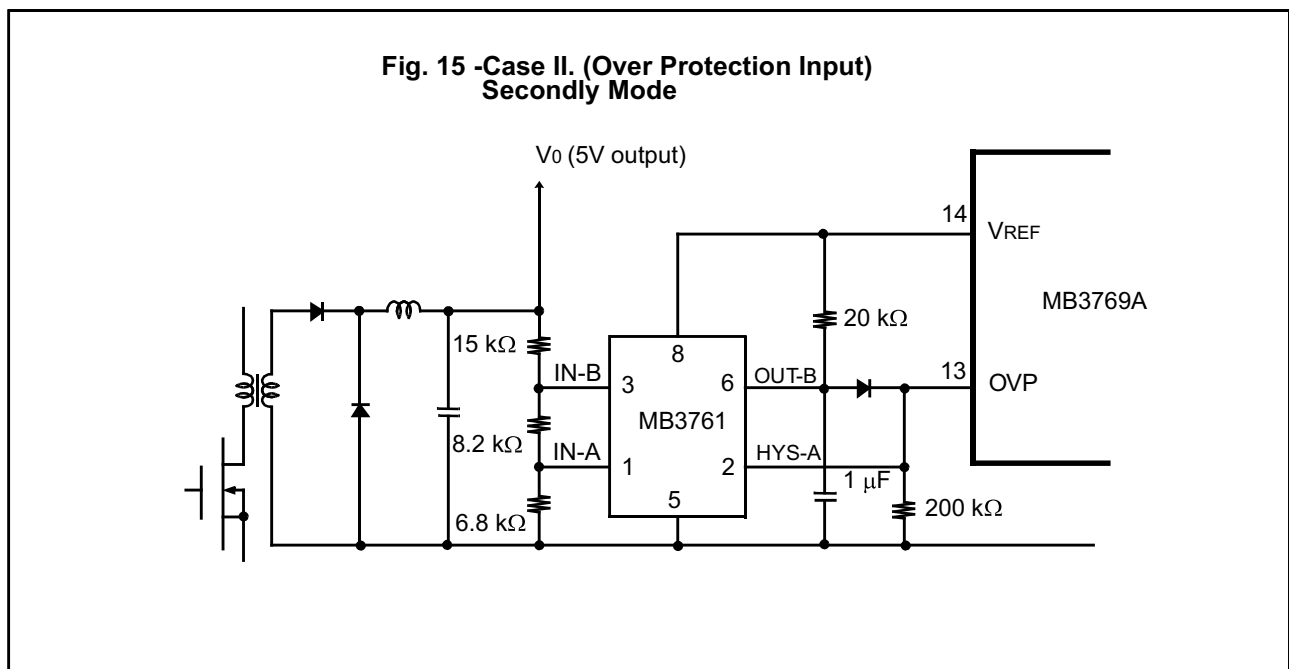 Fig. 15 -Case II. (Over Protection Input)
Secondly Mode
V0 (5V output)
14
VREF
MB3769A
20 kΩ
15 kΩ
8
IN-B
3
6
OUT-B
13
OVP
MB3761
8.2 kΩ
IN-A
1
2
HYS-A
1 μF
5
200 kΩ
6.8 kΩ